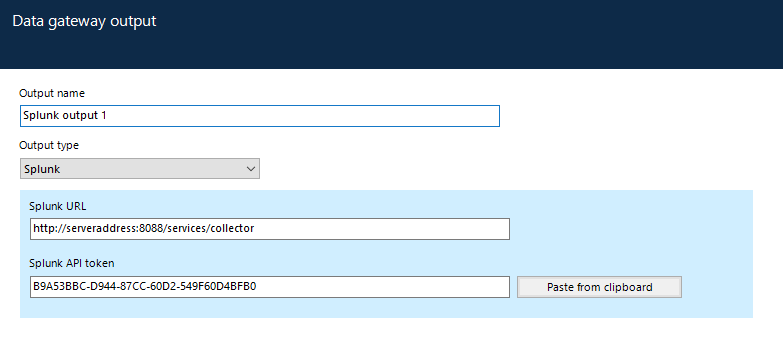 Data gateway output
Output name
Splunk output 1
Output type
Splunk
Splunk URL
http://serveraddress:8088/services/collector
Splunk API token
B9A53BBC-D944-87CC-60D2-549F60D4BFB0
Paste from clipboard